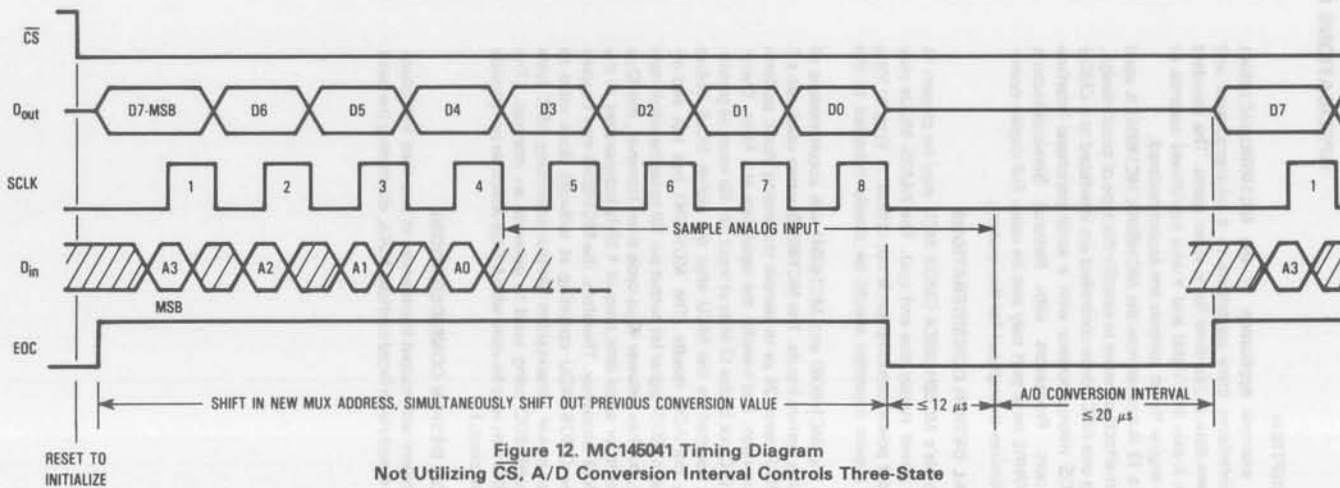 CS
Dout D7-MSB D6 D5 D4 D3 D2 D1 D0 D7
SCLK 1 2 3 4 5 6 7 8 1
SAMPLE ANALOG INPUT
Din A3 A2 A1 A0 A3
MSB
EOC
SHIFT IN NEW MUX ADDRESS, SIMULTANEOUSLY SHIFT OUT PREVIOUS CONVERSION VALUE
≤ 12 μs
A/D CONVERSION INTERVAL
≤ 20 μs
RESET TO
INITIALIZE
Figure 12. MC145041 Timing Diagram
Not Utilizing CS, A/D Conversion Interval Controls Three-State